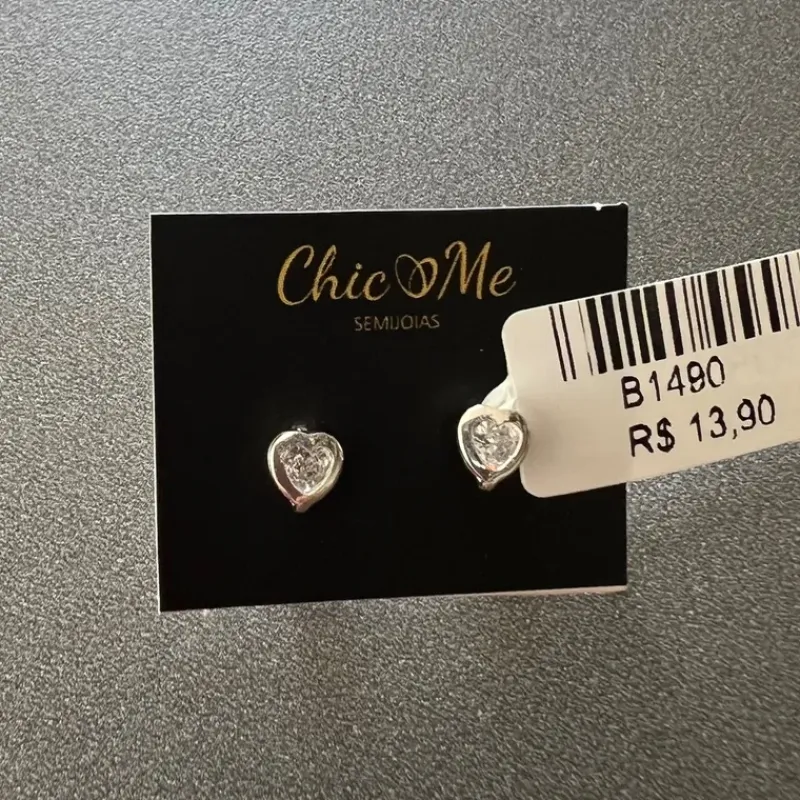 Chic Me
SEMIJOIAS
B1490
R$ 13,90